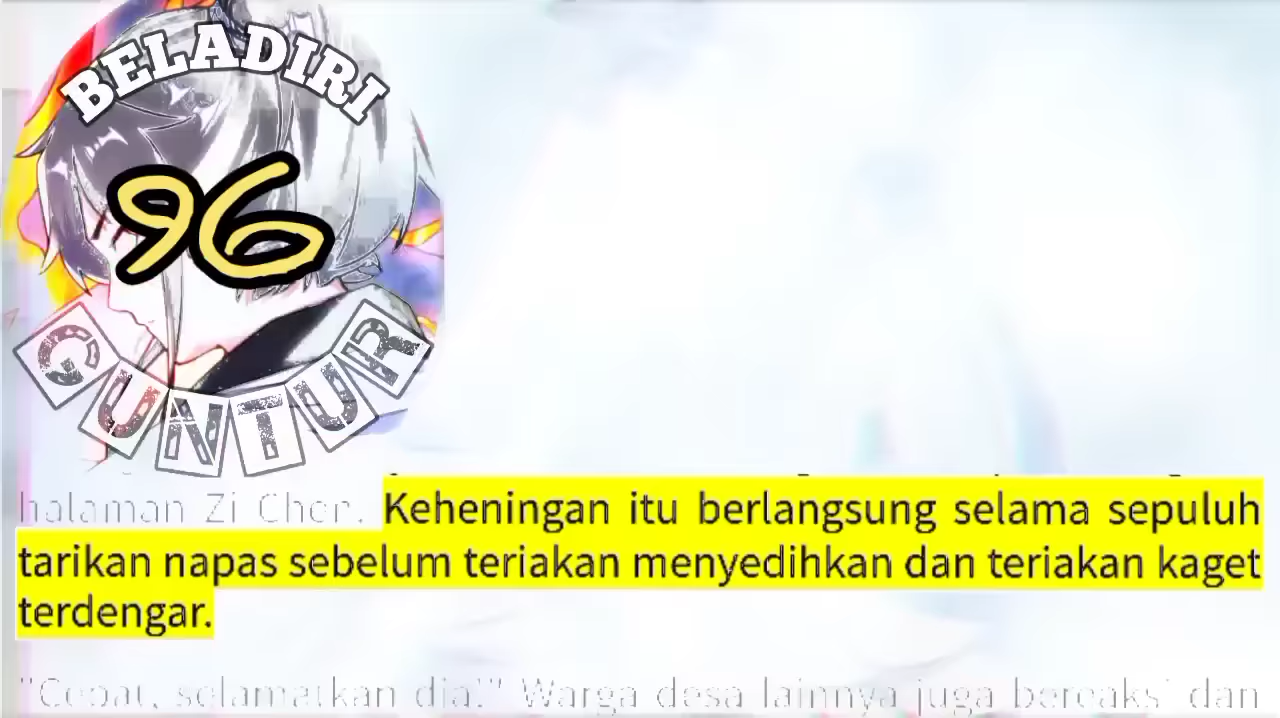 BELADIRI
96
GUNTUR
halaman Zi Chen. Keheningan itu berlangsung selama sepuluh
tarikan napas sebelum teriakan menyedihkan dan teriakan kaget
terdengar.
"Cepat, selamatkan dia!" Warga desa lainnya juga bereaksi dan